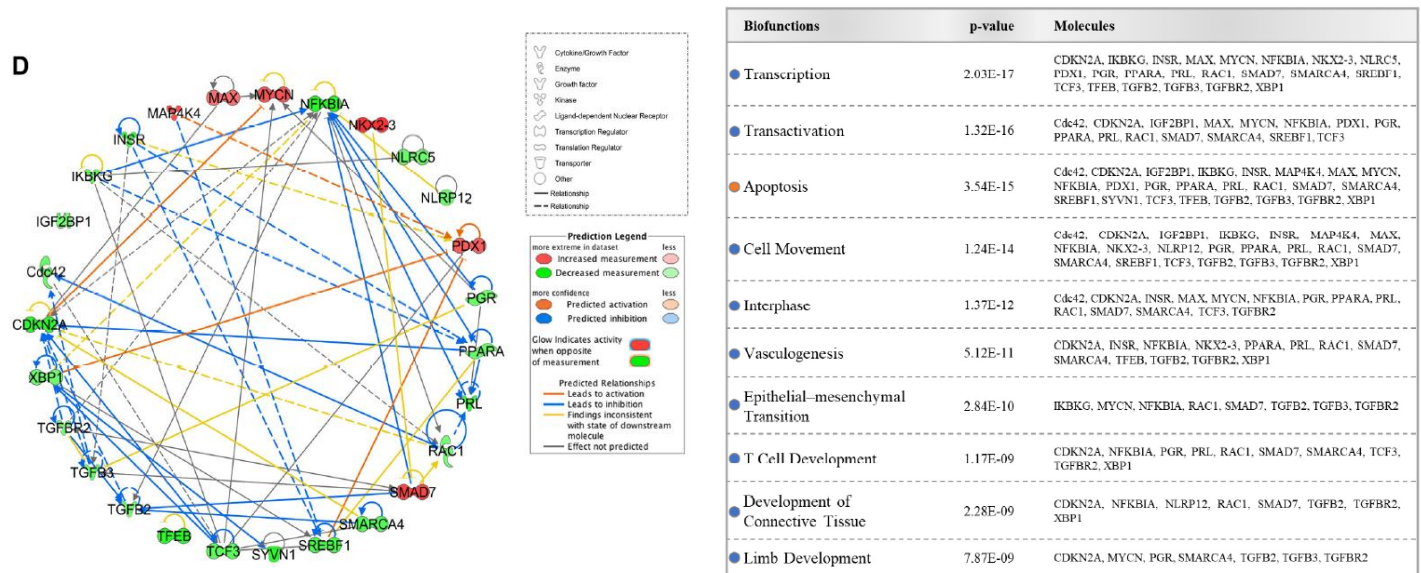 D
MAX
MYCN
NFKBIA
MAP4K4
NKX2-3
INSR
NLRC5
IKBKG
NLRP12
IGF2BP1
PDX1
Cdc42
PGR
CDKN2A
PPARA
XBP1
PRL
TGFBR2
RAC1
TGFB3
SMAD7
TGFB2
SMARCA4
TFEB
TCF3
SYVN1
SREBF1
Cytokine/Growth Factor
Enzyme
Growth factor
Kinase
Ligand-dependent Nuclear Receptor
Transcription Regulator
Translation Regulator
Transporter
Other
Relationship
Relationship
Prediction Legend
more extreme in dataset less
Increased measurement
Decreased measurement
more confidence less
Predicted activation
Predicted inhibition
Glow Indicates activity
when opposite
of measurement
Predicted Relationships
Leads to activation
Leads to inhibition
Findings inconsistent
with state of downstream
molecule
Effect not predicted
Biofunctions p-value Molecules
CDKN2A, IKBKG, INSR, MAX, MYCN, NFKBIA, NKX2-3, NLRC5,
Transcription 2.03E-17 PDX1, PGR, PPARA, PRL, RAC1, SMAD7, SMARCA4, SREBF1,
TCF3, TFEB, TGFB2, TGFB3, TGFBR2, XBP1
Transactivation 1.32E-16 Cdc42, CDKN2A, IGF2BP1, MAX, MYCN, NFKBIA, PDX1, PGR,
PPARA, PRL, RAC1, SMAD7, SMARCA4, SREBF1, TCF3
Cdc42, CDKN2A, IGF2BP1, IKBKG, INSR, MAP4K4, MAX, MYCN,
Apoptosis 3.54E-15 NFKBIA, PDX1, PGR, PPARA, PRL, RAC1, SMAD7, SMARCA4,
SREBF1, SYVN1, TCF3, TFEB, TGFB2, TGFB3, TGFBR2, XBP1
Cdc42, CDKN2A, IGF2BP1, IKBKG, INSR, MAP4K4, MAX,
Cell Movement 1.24E-14 NFKBIA, NKX2-3, NLRP12, PGR, PPARA, PRL, RAC1, SMAD7,
SMARCA4, SREBF1, TCF3, TGFB2, TGFB3, TGFBR2, XBP1
Interphase 1.37E-12 Cdc42, CDKN2A, INSR, MAX, MYCN, NFKBIA, PGR, PPARA, PRL,
RAC1, SMAD7, SMARCA4, TCF3, TGFBR2
Vasculogenesis 5.12E-11 CDKN2A, INSR, NFKBIA, NKX2-3, PPARA, PRL, RAC1, SMAD7,
SMARCA4, TFEB, TGFB2, TGFBR2, XBP1
Epithelial–mesenchymal
Transition 2.84E-10 IKBKG, MYCN, NFKBIA, RAC1, SMAD7, TGFB2, TGFB3, TGFBR2
T Cell Development 1.17E-09 CDKN2A, NFKBIA, PGR, PRL, RAC1, SMAD7, SMARCA4, TCF3,
TGFBR2, XBP1
Development of
Connective Tissue 2.28E-09 CDKN2A, NFKBIA, NLRP12, RAC1, SMAD7, TGFB2, TGFBR2,
XBP1
Limb Development 7.87E-09 CDKN2A, MYCN, PGR, SMARCA4, TGFB2, TGFB3, TGFBR2